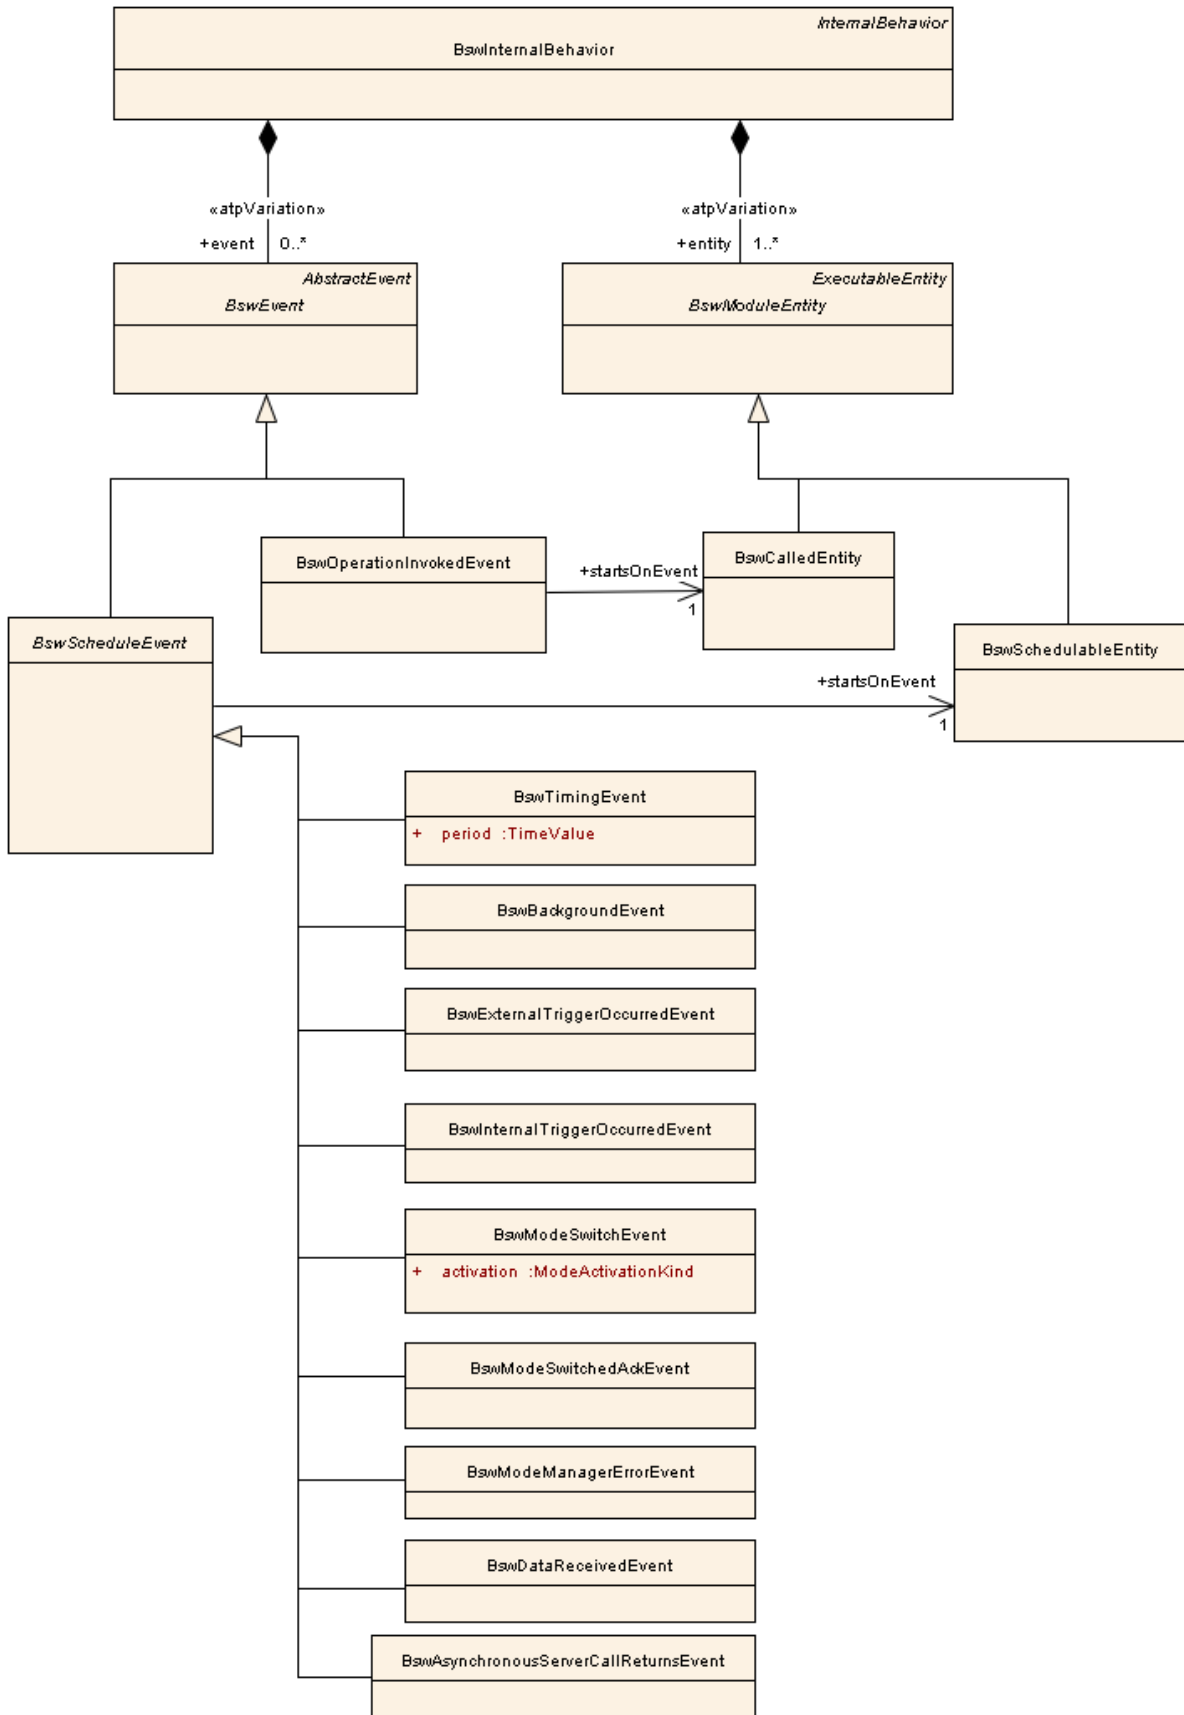 InternalBehavior
BswInternalBehavior
«atpVariation» «atpVariation»
+event 0..* +entity 1..*
AbstractEvent
BswEvent
ExecutableEntity
BswModuleEntity
BswOperationInvokedEvent
+startsOnEvent
1
BswCalledEntity
BswScheduleEvent
BswSchedulableEntity
+startsOnEvent
1
BswTimingEvent
+ period :TimeValue
BswBackgroundEvent
BswExternalTriggerOccurredEvent
BswInternalTriggerOccurredEvent
BswModeSwitchEvent
+ activation :ModeActivationKind
BswModeSwitchedAckEvent
BswModeManagerErrorEvent
BswDataReceivedEvent
BswAsynchronousServerCallReturnsEvent